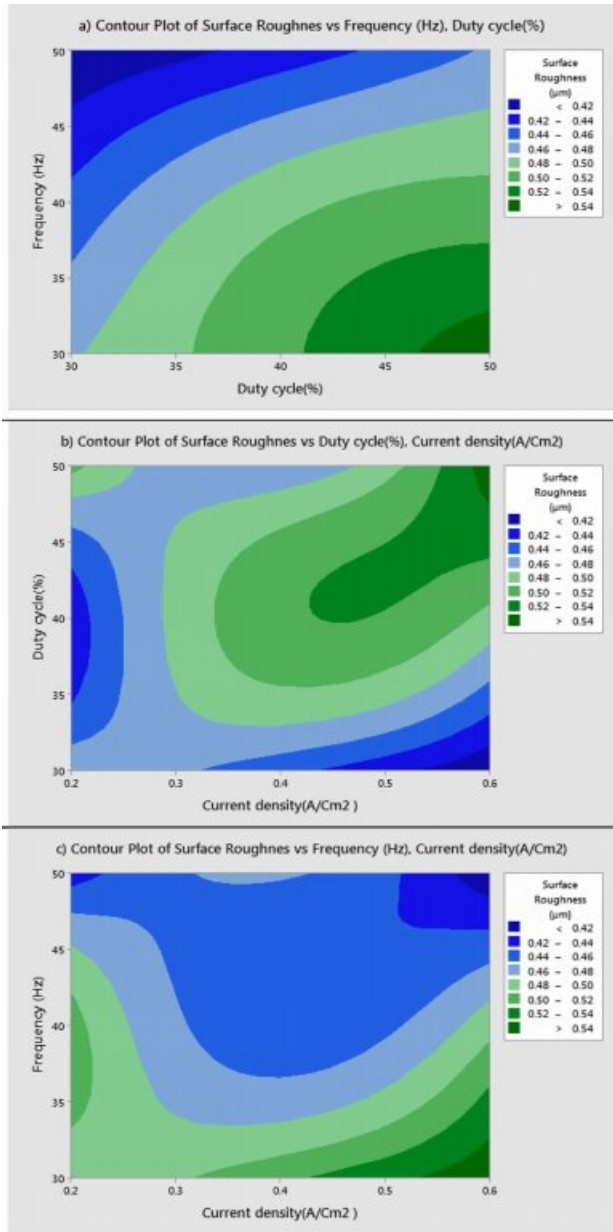 a) Contour Plot of Surface Roughnes vs Frequency (Hz), Duty cycle(%)
50
45
40
35
30
Frequency (Hz)
30 35 40 45 50
Duty cycle(%)
Surface
Roughness
(µm)
< 0.42
0.42 – 0.44
0.44 – 0.46
0.46 – 0.48
0.48 – 0.50
0.50 – 0.52
0.52 – 0.54
> 0.54
b) Contour Plot of Surface Roughnes vs Duty cycle(%), Current density(A/Cm2)
50
45
40
35
30
Duty cycle(%)
0.2 0.3 0.4 0.5 0.6
Current density(A/Cm2 )
Surface
Roughness
(µm)
< 0.42
0.42 – 0.44
0.44 – 0.46
0.46 – 0.48
0.48 – 0.50
0.50 – 0.52
0.52 – 0.54
> 0.54
c) Contour Plot of Surface Roughnes vs Frequency (Hz), Current density(A/Cm2)
50
45
40
35
30
Frequency (Hz)
0.2 0.3 0.4 0.5 0.6
Current density(A/Cm2 )
Surface
Roughness
(µm)
< 0.42
0.42 – 0.44
0.44 – 0.46
0.46 – 0.48
0.48 – 0.50
0.50 – 0.52
0.52 – 0.54
> 0.54